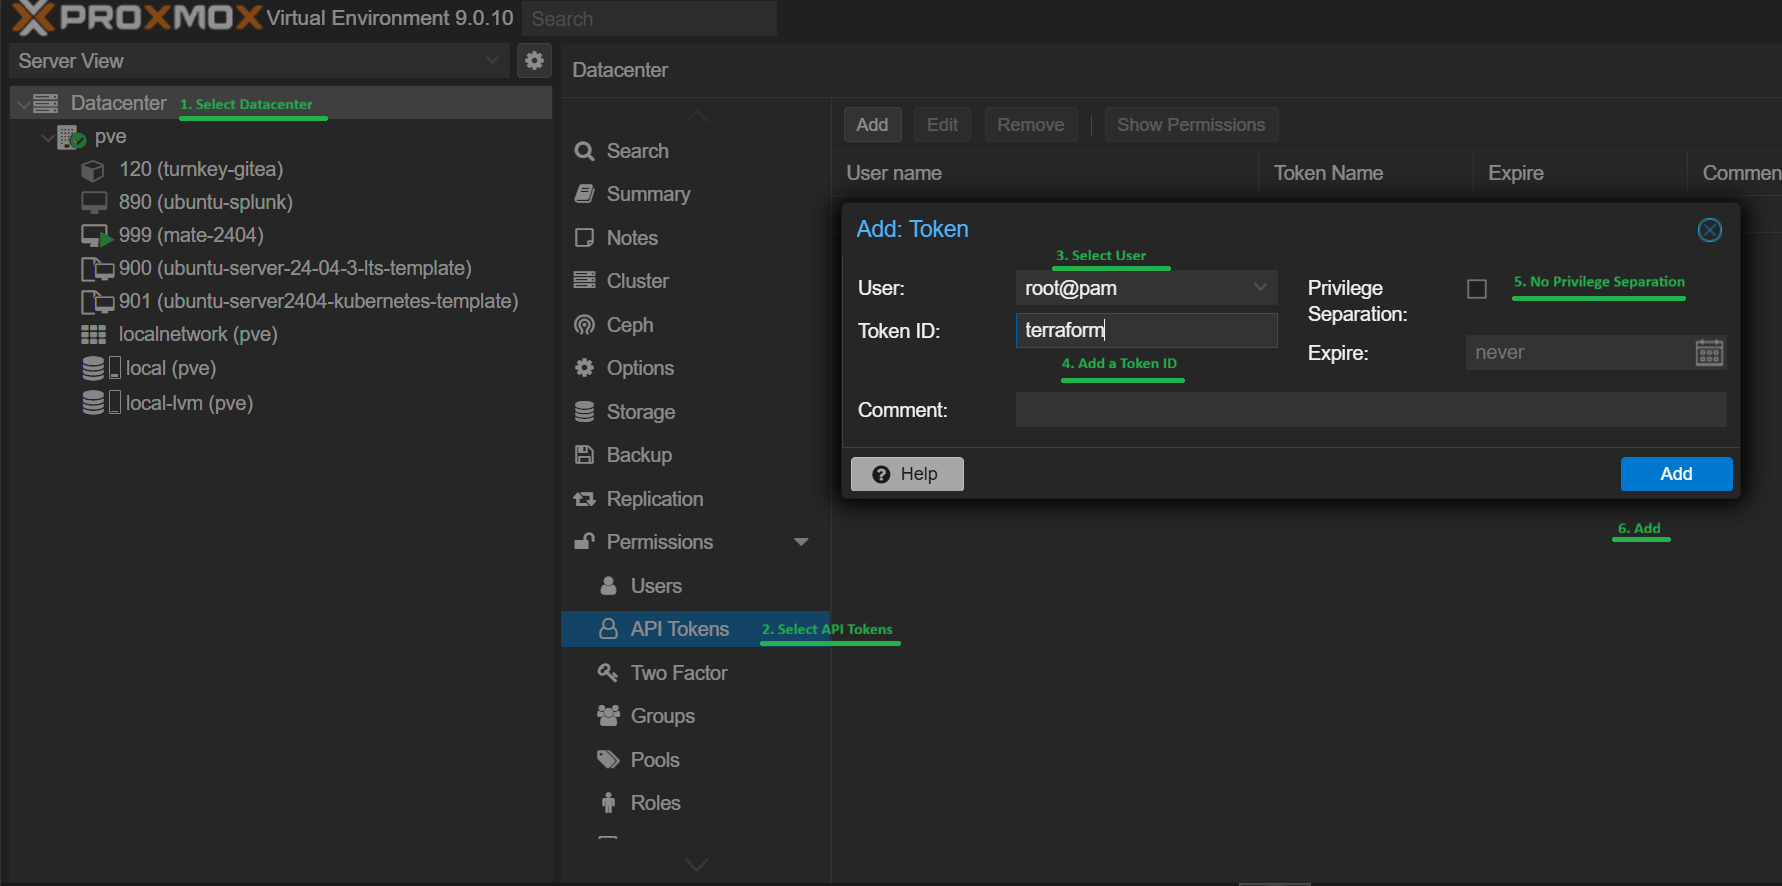 PROXMOX Virtual Environment 9.0.10 Search
Server View
Datacenter 1. Select Datacenter
pve
120 (turnkey-gitea)
890 (ubuntu-splunk)
999 (mate-2404)
900 (ubuntu-server-24-04-3-lts-template)
901 (ubuntu-server2404-kubernetes-template)
localnetwork (pve)
local (pve)
local-lvm (pve)
Datacenter
Search
Summary
Notes
Cluster
Ceph
Options
Storage
Backup
Replication
Permissions
Users
API Tokens 2. Select API Tokens
Two Factor
Groups
Pools
Roles
Add Edit Remove Show Permissions
User name Token Name Expire Commen
Add: Token
3. Select User
User: root@pam
Token ID: terraform
4. Add a Token ID
Privilege
Separation:
5. No Privilege Separation
Expire: never
Comment:
Help Add
6. Add